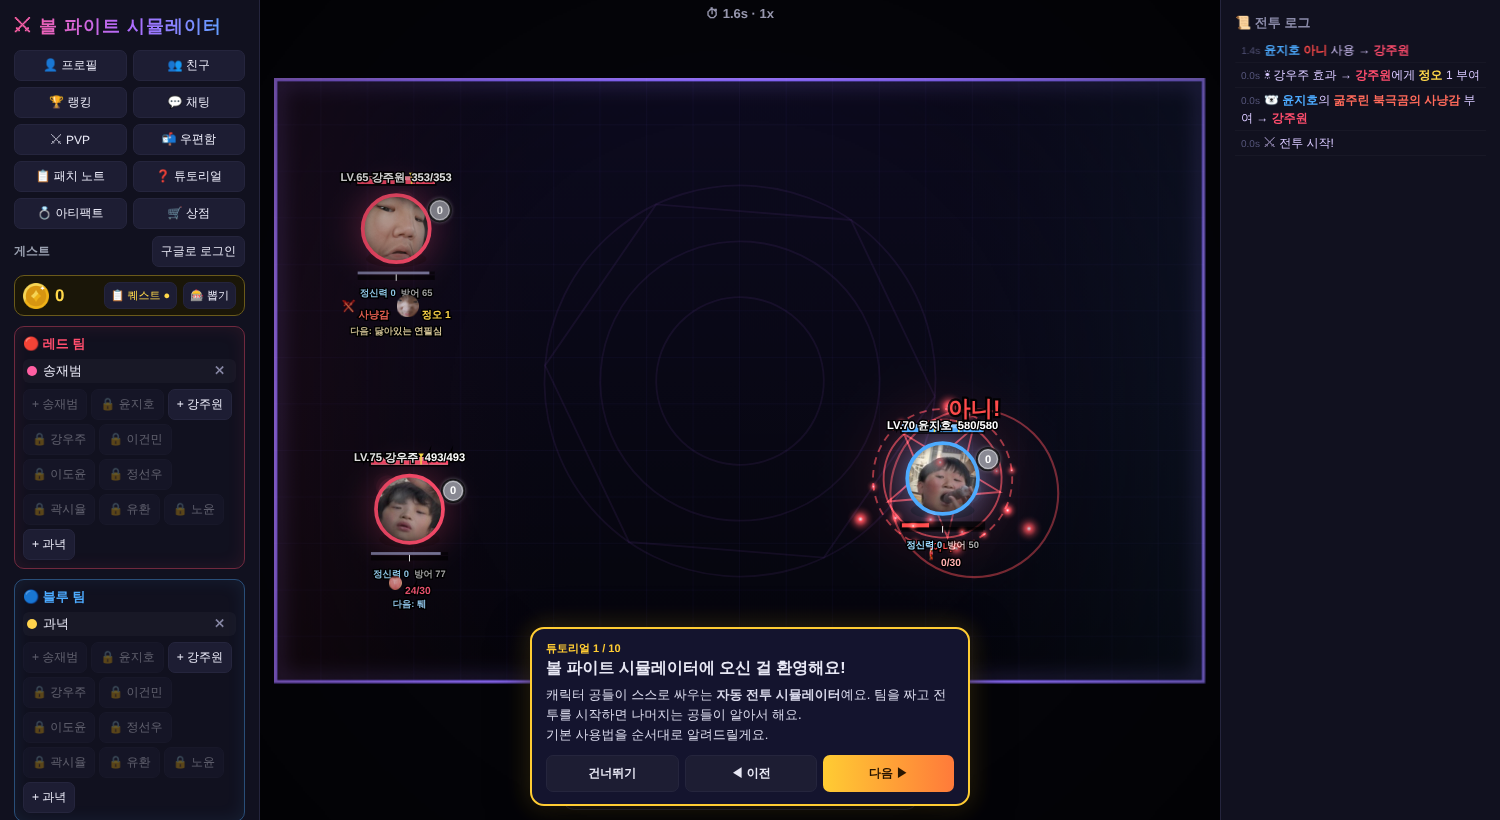 ⚔ 볼 파이트 시뮬레이터
👤 프로필
👥 친구
🏆 랭킹
💬 채팅
⚔ PVP
📬 우편함
📋 패치 노트
❓ 튜토리얼
💍 아티팩트
🛒 상점
게스트
구글로 로그인
0
📋 퀘스트 ●
🎰 뽑기
🔴 레드 팀
송재범 ✕
+ 송재범
🔒 윤지호
+ 강주원
🔒 강우주
🔒 이건민
🔒 이도윤
🔒 정선우
🔒 곽시율
🔒 유환
🔒 노윤
+ 과녁
🔵 블루 팀
과녁 ✕
+ 송재범
🔒 윤지호
+ 강주원
🔒 강우주
🔒 이건민
🔒 이도윤
🔒 정선우
🔒 곽시율
🔒 유환
🔒 노윤
+ 과녁
⏱ 1.6s · 1x
LV.65 강주원 353/353
0
정신력 0 방어 65
사냥감
정오 1
다음: 닳아있는 연필심
LV.75 강우주 493/493
0
정신력 0 방어 77
24/30
다음: 퉤
아니!
LV.70 윤지호 580/580
0
정신력 0 방어 50
0/30
튜토리얼 1 / 10
볼 파이트 시뮬레이터에 오신 걸 환영해요!
캐릭터 공들이 스스로 싸우는 자동 전투 시뮬레이터예요. 팀을 짜고 전
투를 시작하면 나머지는 공들이 알아서 해요.
기본 사용법을 순서대로 알려드릴게요.
건너뛰기
◀ 이전
다음 ▶
📜 전투 로그
1.4s 윤지호 아니 사용 → 강주원
0.0s ☀ 강우주 효과 → 강주원에게 정오 1 부여
0.0s 🐻‍❄️ 윤지호의 굶주린 북극곰의 사냥감 부
여 → 강주원
0.0s ⚔ 전투 시작!